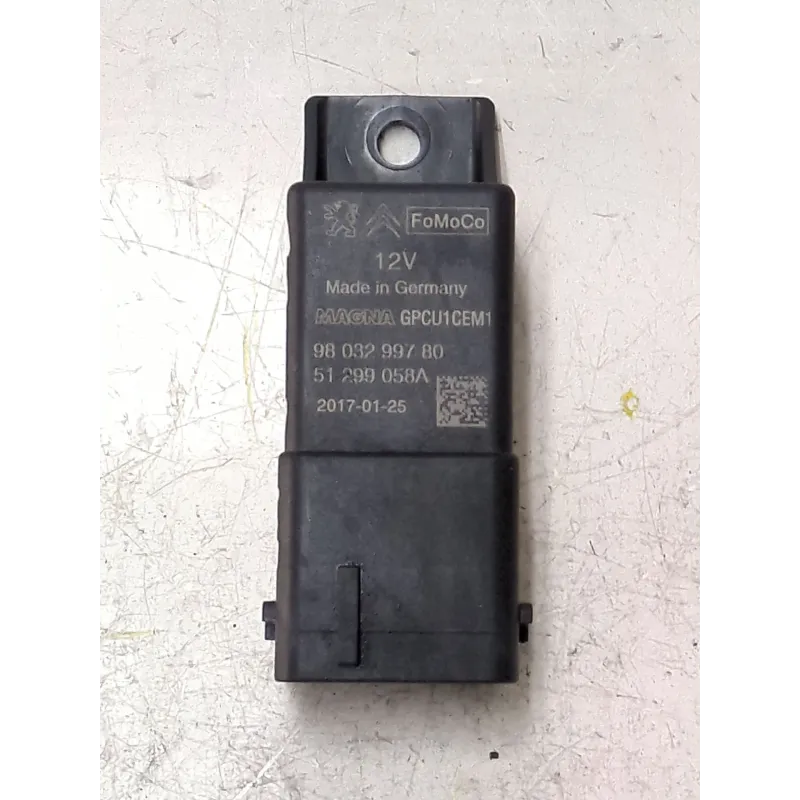 FoMoCo
12V
Made in Germany
MAGNA GPCU1CEM1
98 032 997 80
51 299 058A
2017-01-25